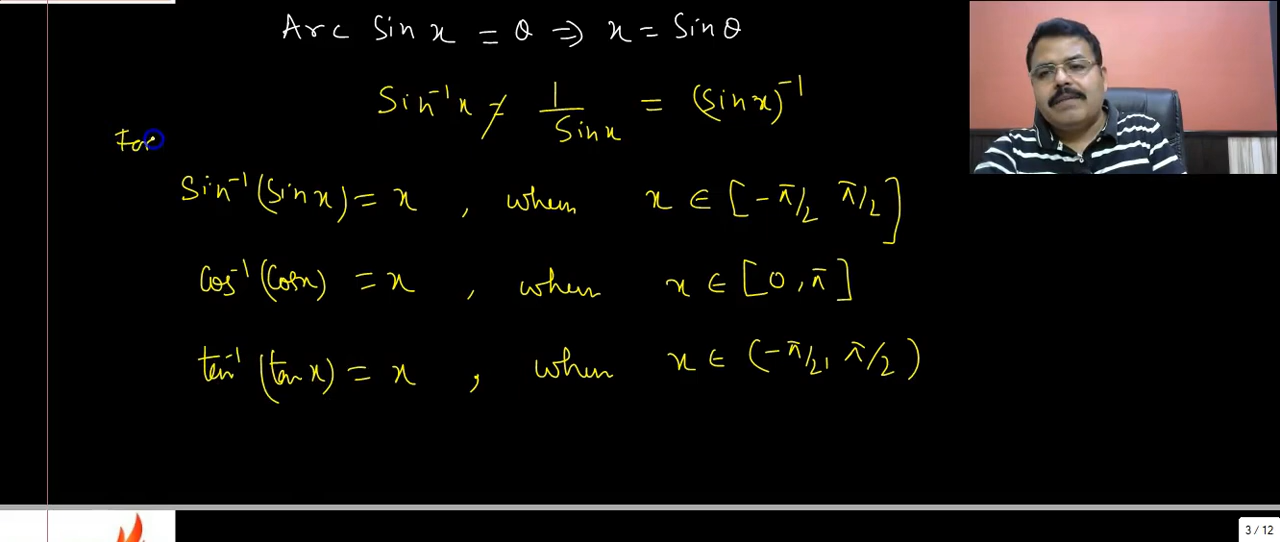 Arc Sin x = θ ⇒ x = Sin θ
Sin⁻¹x ≠ 1/Sin x = (Sin x)⁻¹
For
Sin⁻¹(Sin x) = x , when x ∈ [-π/2 π/2]
Cos⁻¹(Cos x) = x , when x ∈ [0, π]
tan⁻¹(tan x) = x , when x ∈ (-π/2, π/2)
3 / 12